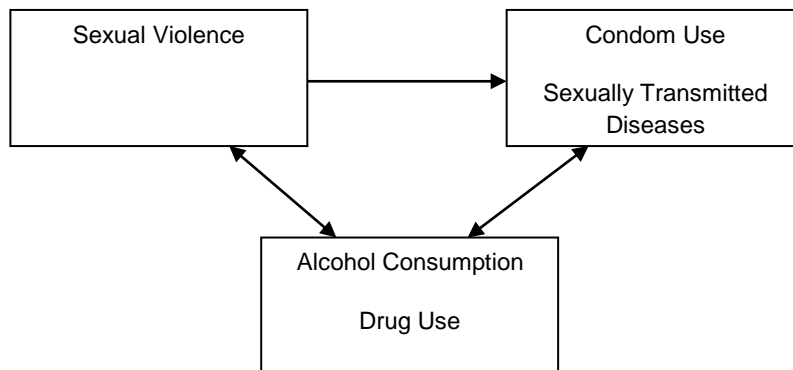 Sexual Violence
Condom Use
Sexually Transmitted
Diseases
Alcohol Consumption
Drug Use